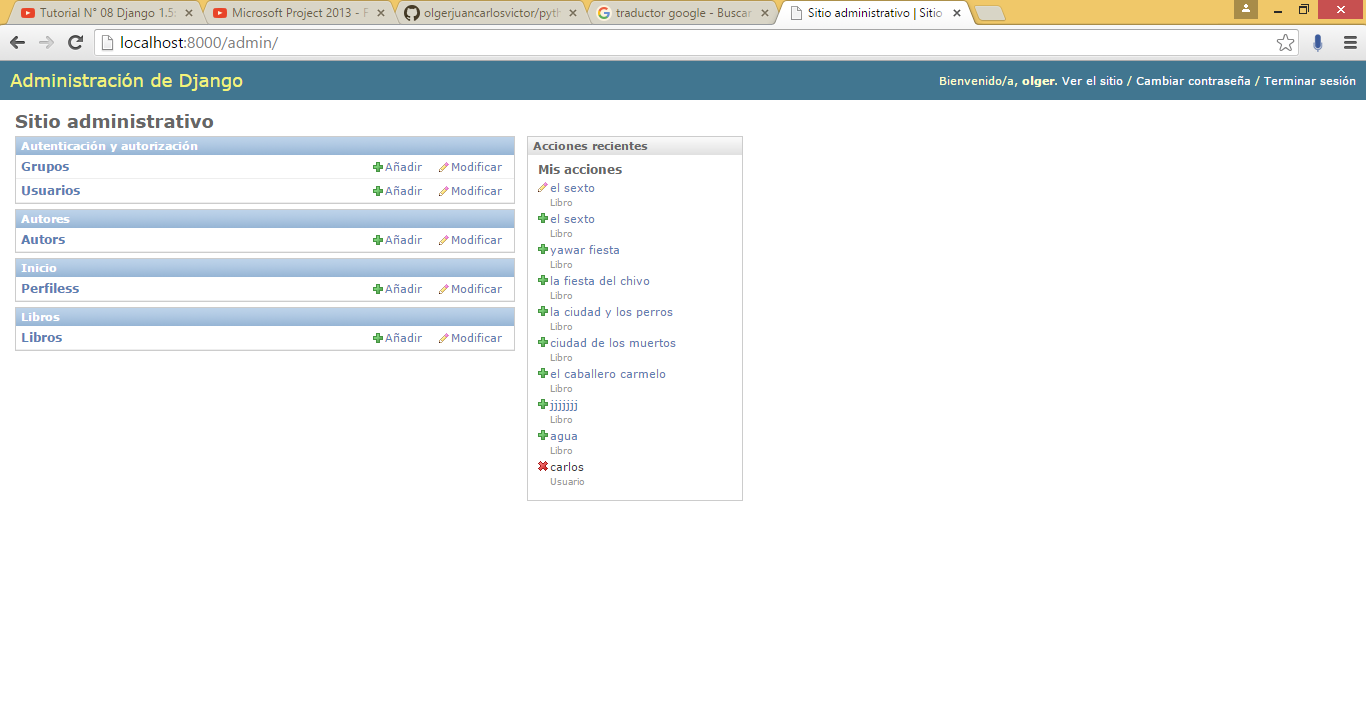 Tutorial N° 08 Django 1.5:
Microsoft Project 2013 - F
olgerjuancarlosvictor/pyth
traductor google - Buscar
Sitio administrativo | Sitio
localhost:8000/admin/
Administración de Django
Bienvenido/a, olger. Ver el sitio / Cambiar contraseña / Terminar sesión
Sitio administrativo
Autenticación y autorización
Grupos Añadir Modificar
Usuarios Añadir Modificar
Autores
Autors Añadir Modificar
Inicio
Perfiless Añadir Modificar
Libros
Libros Añadir Modificar
Acciones recientes
Mis acciones
el sexto
Libro
el sexto
Libro
yawar fiesta
Libro
la fiesta del chivo
Libro
la ciudad y los perros
Libro
ciudad de los muertos
Libro
el caballero carmelo
Libro
jjjjjjj
Libro
agua
Libro
carlos
Usuario